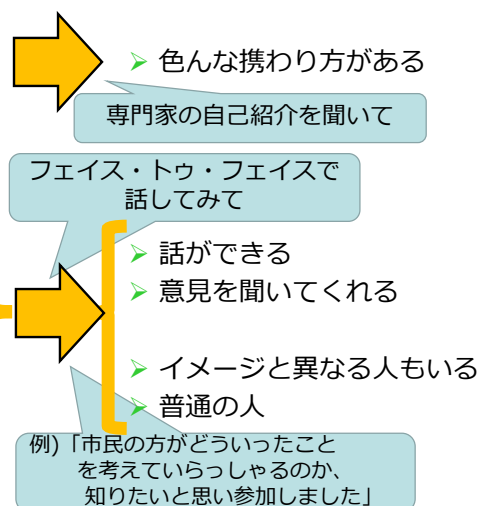 色んな携わり方がある
専門家の自己紹介を聞いて
フェイス・トゥ・フェイスで
話してみて
話ができる
意見を聞いてくれる
イメージと異なる人もいる
普通の人
例)「市民の方がどういったこと
を考えていらっしゃるのか、
知りたいと思い参加しました」